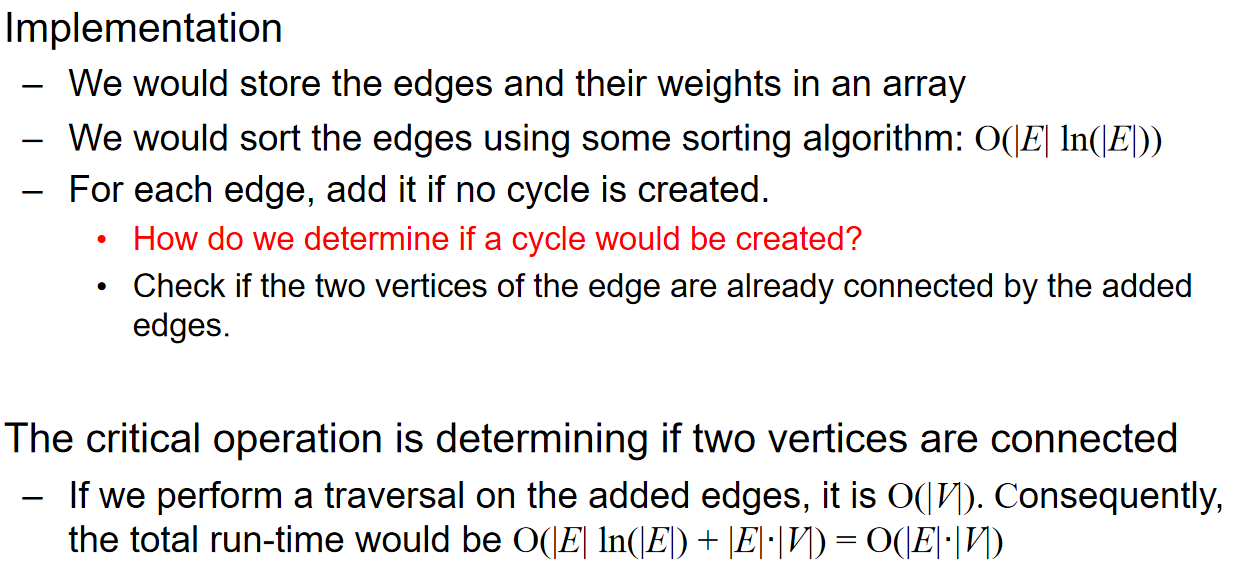 Implementation
– We would store the edges and their weights in an array
– We would sort the edges using some sorting algorithm: O(|E| ln(|E|))
– For each edge, add it if no cycle is created.
• How do we determine if a cycle would be created?
• Check if the two vertices of the edge are already connected by the added
edges.
The critical operation is determining if two vertices are connected
– If we perform a traversal on the added edges, it is O(|V|). Consequently,
the total run-time would be O(|E| ln(|E|) + |E|·|V|) = O(|E|·|V|)